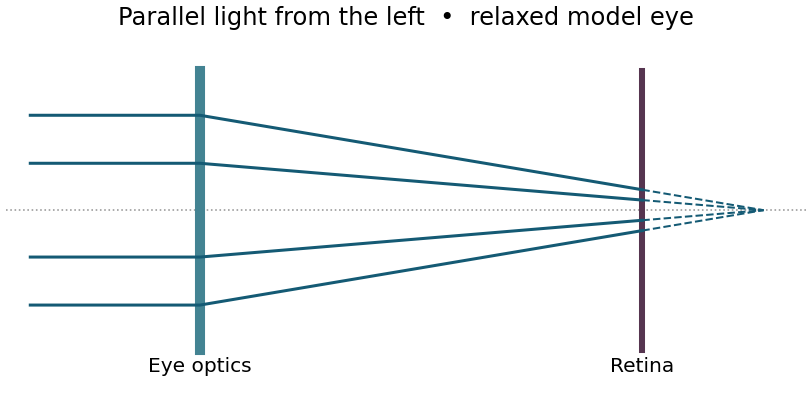 Parallel light from the left • relaxed model eye
Eye optics
Retina